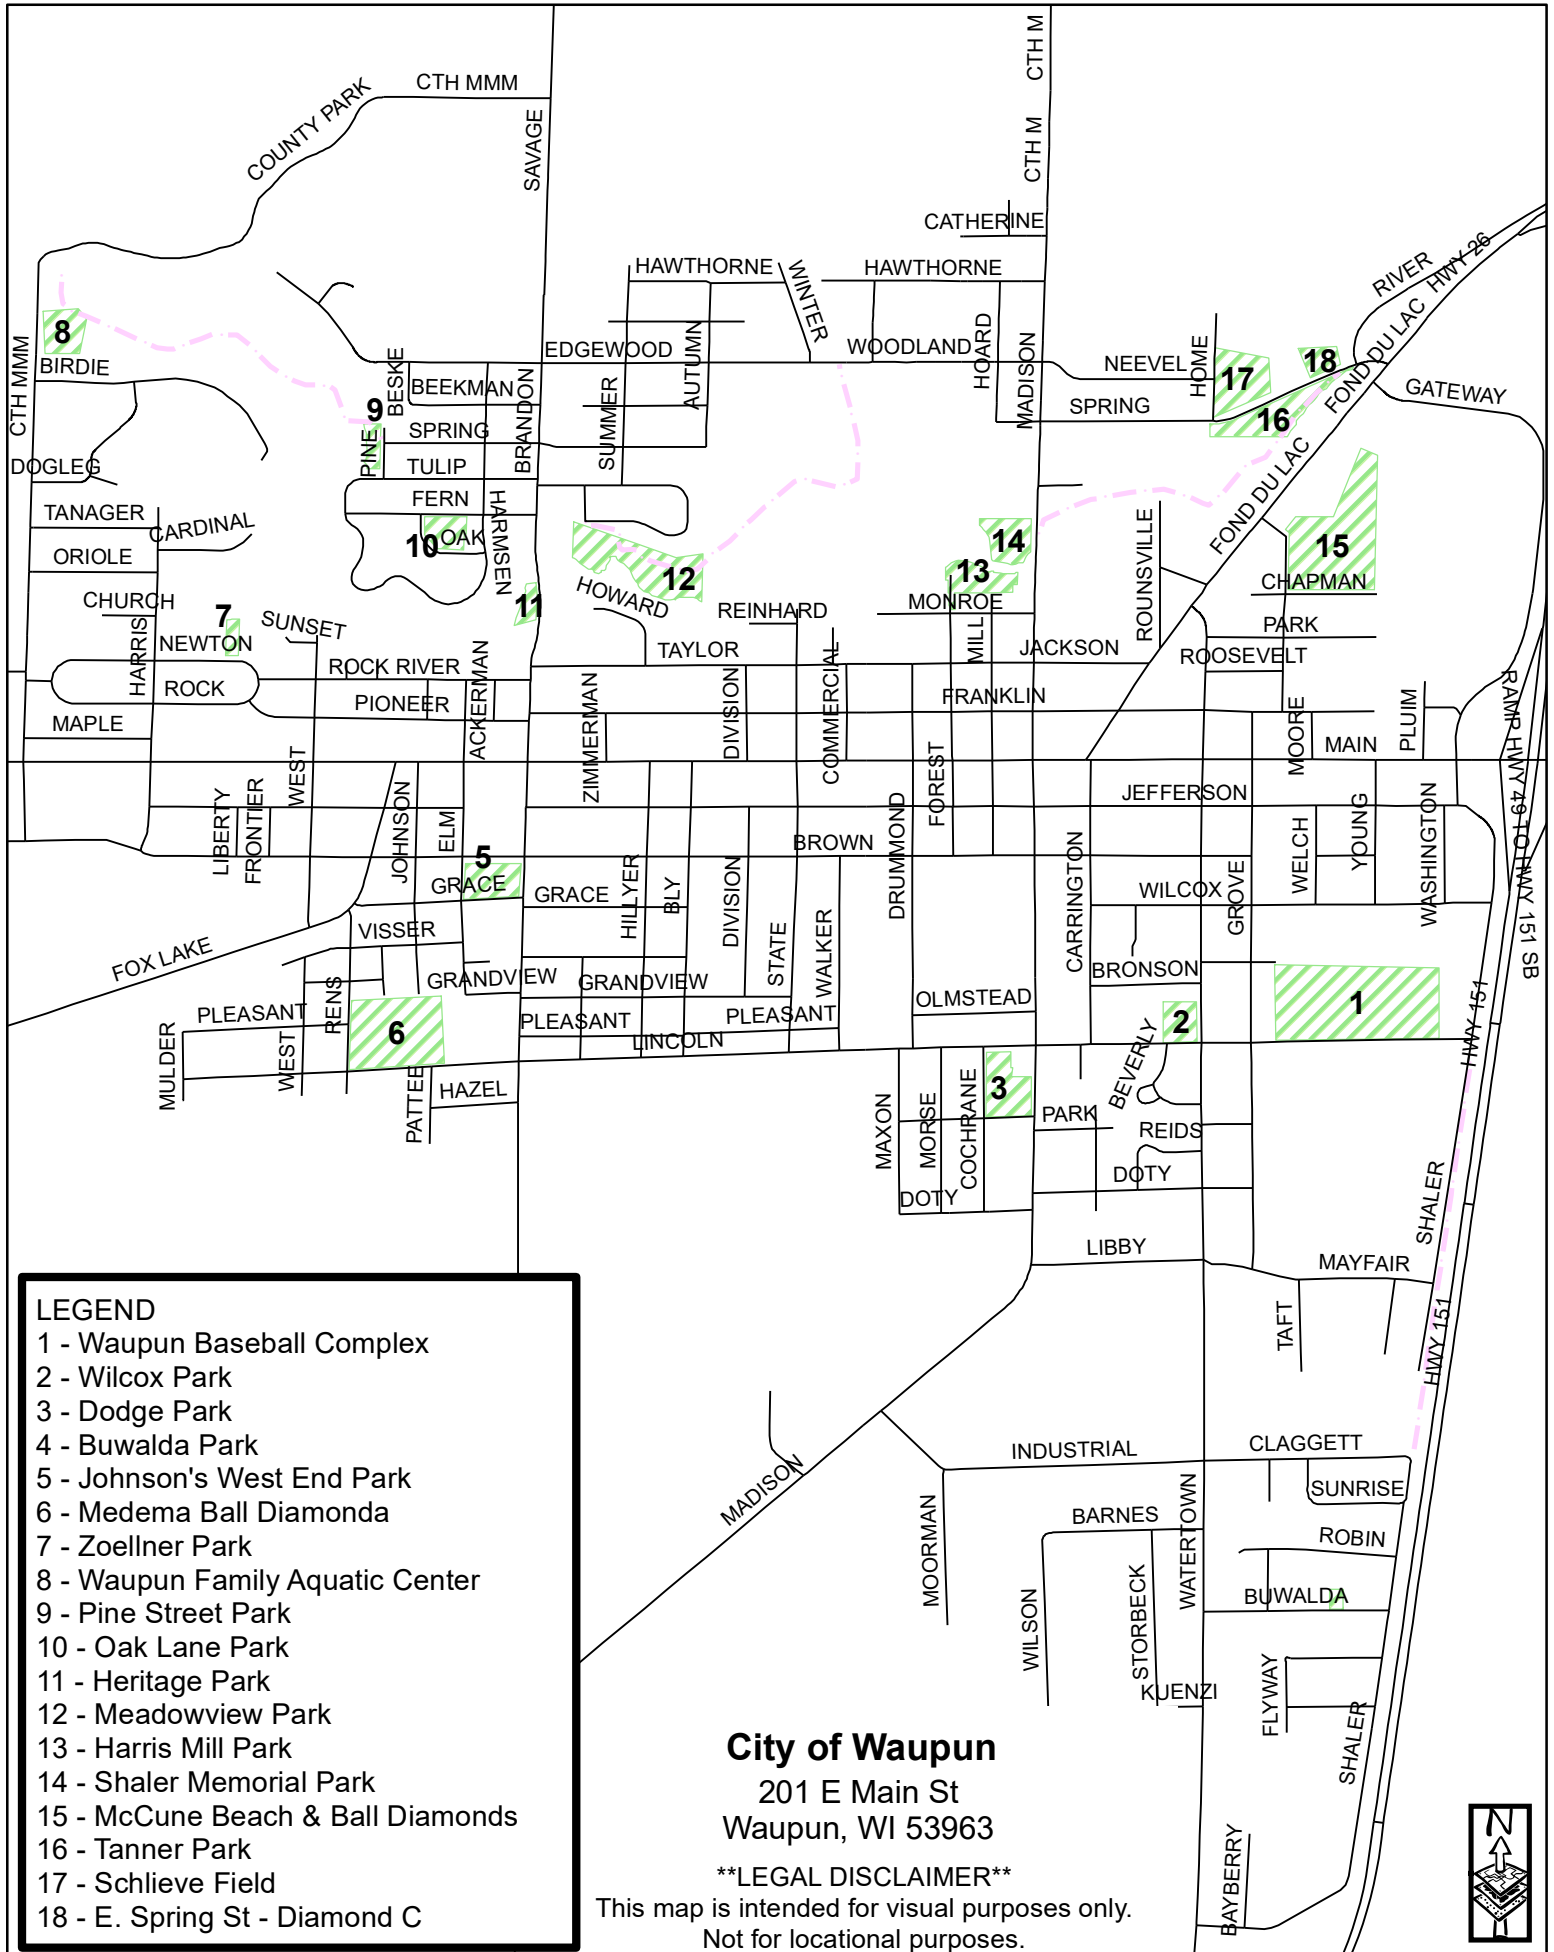 CTH M
CTH MMM
COUNTY PARK
SAVAGE
CTH M
CATHERINE
HAWTHORNE
WINTER
HAWTHORNE
RIVER
HWY 26
8
CTH MMM
BIRDIE
BESKE
BEEKMAN
EDGEWOOD
AUTUMN
SUMMER
WOODLAND
HOARD
MADISON
NEEVEL
HOME
17
18
FOND DU LAC
GATEWAY
9
PINE
SPRING
BRANDON
SPRING
16
DOGLEG
TULIP
FERN
HARMSEN
FOND DU LAC
TANAGER
CARDINAL
10
OAK
ORIOLE
14
15
ROUNSVILLE
CHURCH
7
SUNSET
11
HOWARD
12
REINHARD
13
MONROE
CHAPMAN
HARRIS
NEWTON
ROCK RIVER
TAYLOR
MILL
JACKSON
PARK
ROOSEVELT
ROCK
PIONEER
ACKERMAN
ZIMMERMAN
DIVISION
COMMERCIAL
FRANKLIN
MOORE
PLUIM
RAMP HWY 49 TO HWY 151 SB
MAPLE
WEST
FOREST
MAIN
LIBERTY
FRONTIER
JOHNSON
ELM
BROWN
DRUMMOND
JEFFERSON
WELCH
YOUNG
WASHINGTON
5
GRACE
GRACE
HILLYER
BLY
DIVISION
STATE
WALKER
CARRINGTON
WILCOX
GROVE
FOX LAKE
VISSER
GRANDVIEW
GRANDVIEW
BRONSON
1
HWY 151
PLEASANT
RENS
6
PLEASANT
PLEASANT
OLMSTEAD
2
MULDER
WEST
LINCOLN
BEVERLY
PATTEE
HAZEL
MAXON
MORSE
COCHRANE
3
PARK
REIDS
DOTY
DOTY
SHALER
LIBBY
MAYFAIR
TAFT
HWY 151
MADISON
INDUSTRIAL
CLAGGETT
SUNRISE
MOORMAN
BARNES
WATERTOWN
ROBIN
WILSON
STORBECK
BUWALDA
KUENZI
FLYWAY
SHALER
BAYBERRY
LEGEND
1 - Waupun Baseball Complex
2 - Wilcox Park
3 - Dodge Park
4 - Buwalda Park
5 - Johnson's West End Park
6 - Medema Ball Diamonda
7 - Zoellner Park
8 - Waupun Family Aquatic Center
9 - Pine Street Park
10 - Oak Lane Park
11 - Heritage Park
12 - Meadowview Park
13 - Harris Mill Park
14 - Shaler Memorial Park
15 - McCune Beach & Ball Diamonds
16 - Tanner Park
17 - Schlieve Field
18 - E. Spring St - Diamond C
City of Waupun
201 E Main St
Waupun, WI 53963
**LEGAL DISCLAIMER**
This map is intended for visual purposes only.
Not for locational purposes.
N